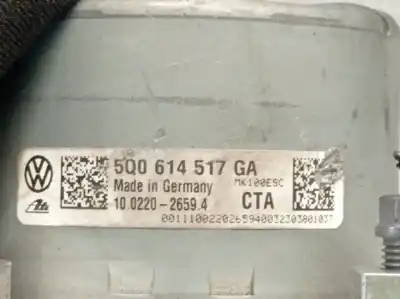 5Q0 614 517 GA
Made in Germany MK100ESC
10.0220-2659.4 CTA